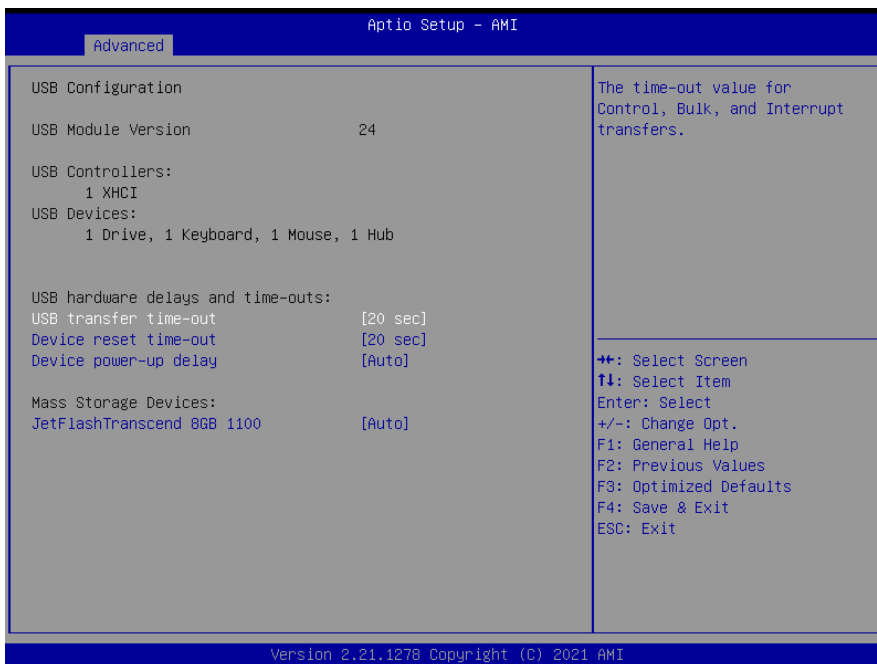 Aptio Setup - AMI
Advanced
USB Configuration
USB Module Version 24
USB Controllers:
1 XHCI
USB Devices:
1 Drive, 1 Keyboard, 1 Mouse, 1 Hub
USB hardware delays and time-outs:
USB transfer time-out [20 sec]
Device reset time-out [20 sec]
Device power-up delay [Auto]
Mass Storage Devices:
JetFlashTranscend 8GB 1100 [Auto]
The time-out value for
Control, Bulk, and Interrupt
transfers.
→←: Select Screen
↑↓: Select Item
Enter: Select
+/-: Change Opt.
F1: General Help
F2: Previous Values
F3: Optimized Defaults
F4: Save & Exit
ESC: Exit
Version 2.21.1278 Copyright (C) 2021 AMI